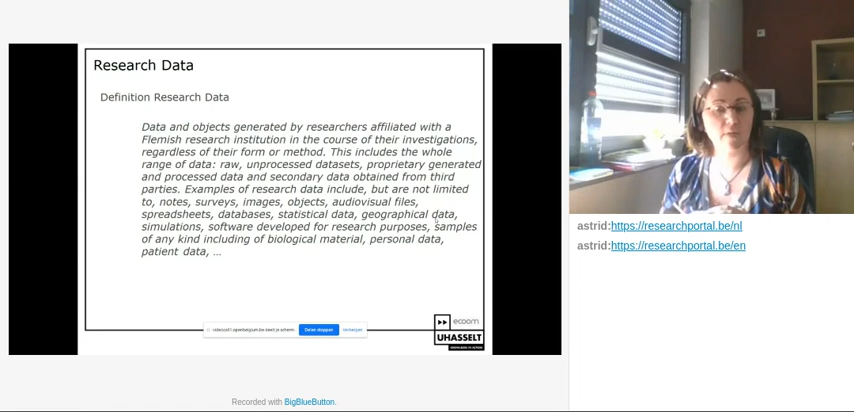 Research Data
Definition Research Data
Data and objects generated by researchers affiliated with a
Flemish research institution in the course of their investigations,
regardless of their form or method. This includes the whole
range of data: raw, unprocessed datasets, proprietary generated
and processed data and secondary data obtained from third
parties. Examples of research data include, but are not limited
to, notes, surveys, images, objects, audiovisual files,
spreadsheets, databases, statistical data, geographical data,
simulations, software developed for research purposes, samples
of any kind including of biological material, personal data,
patient data, …
Delen stoppen
Verbergen
ecoom
UHASSELT
astrid:https://researchportal.be/nl
astrid:https://researchportal.be/en
Recorded with BigBlueButton.